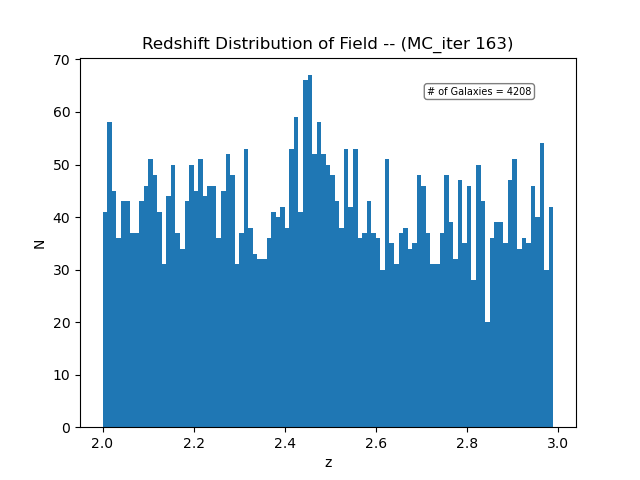 Redshift Distribution of Field -- (MC_iter 163)
# of Galaxies = 4208
70
60
50
40
30
20
10
0
N
2.0 2.2 2.4 2.6 2.8 3.0
z